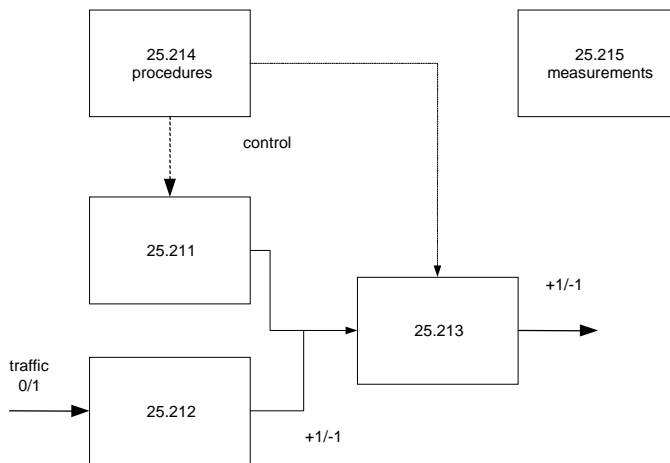 25.214
procedures
25.215
measurements
control
25.211
+1/-1
25.213
traffic
0/1
25.212
+1/-1